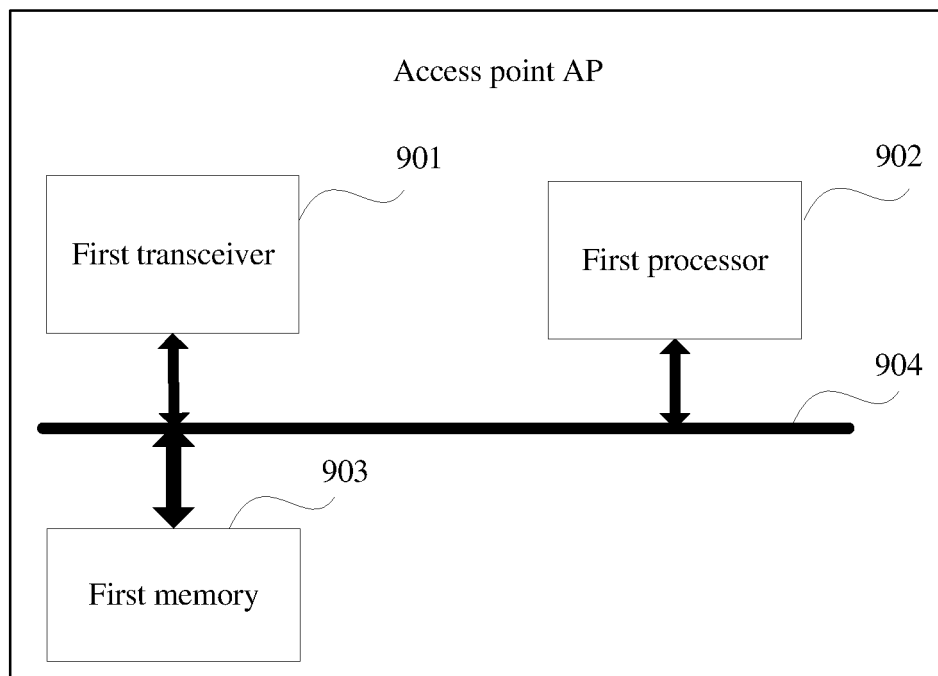 Access point AP
901
902
First transceiver
First processor
904
903
First memory